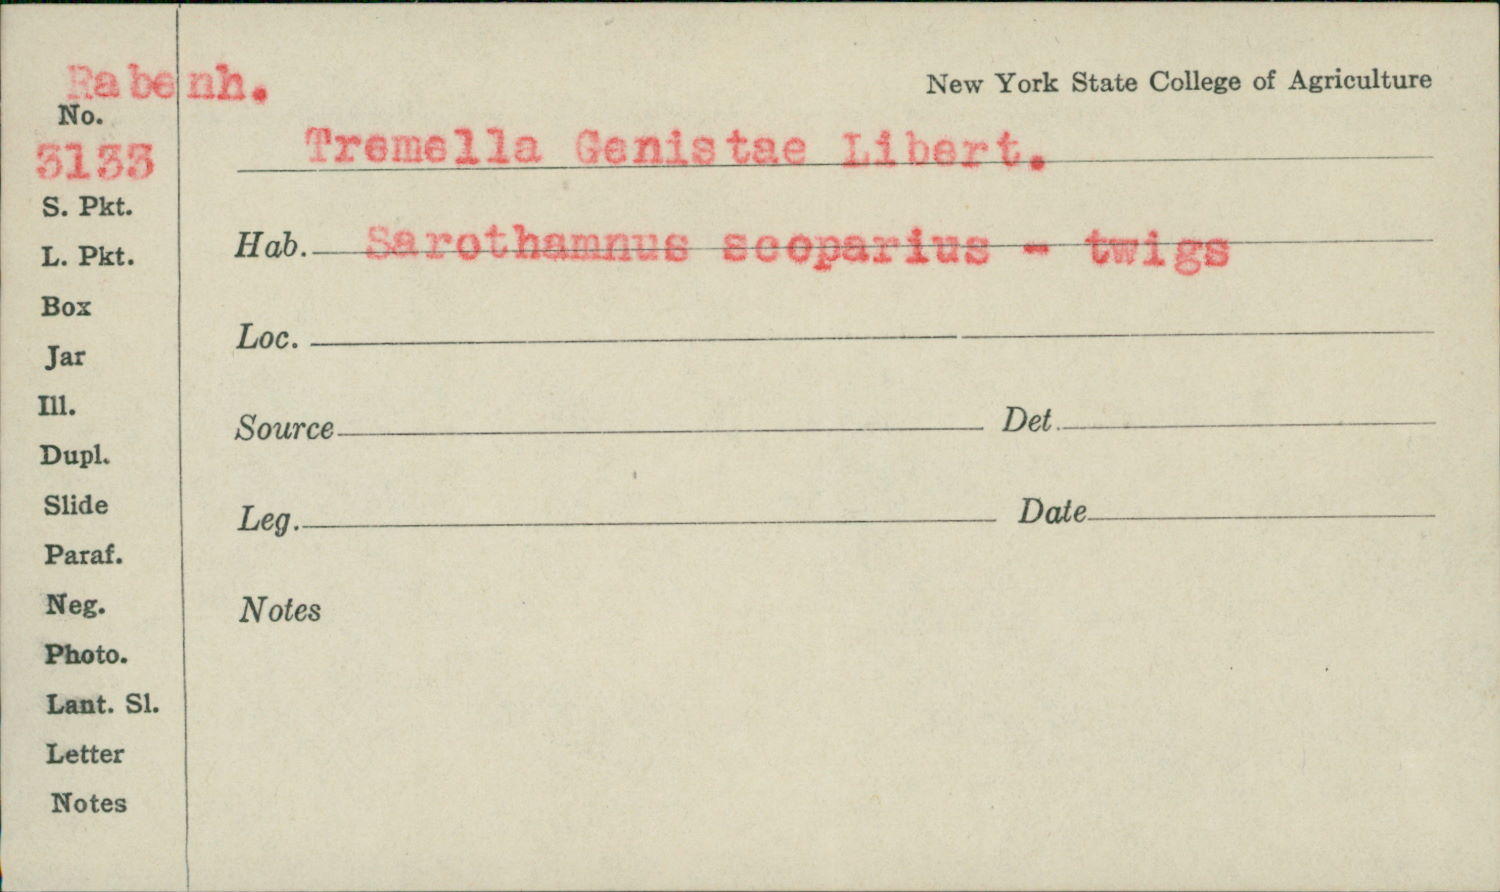 Rabenh.
New York State College of Agriculture
No.
3133
Tremella Genistae Libert.
S. Pkt.
Hab. Sarothamnus scoparius - twigs
L. Pkt.
Box
Loc.
Jar
Ill.
Source Det.
Dupl.
Slide
Leg. Date
Paraf.
Neg.
Notes
Photo.
Lant. Sl.
Letter
Notes